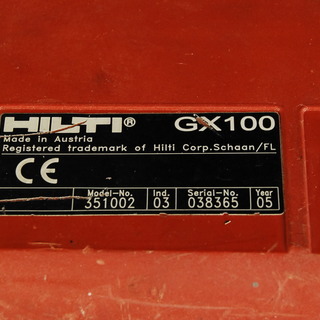 HILTI® GX100
Made in Austria
Registered trademark of Hilti Corp.Schaan/FL
CE
Model-No. Ind. Serial-No. Year
351002 03 038365 05